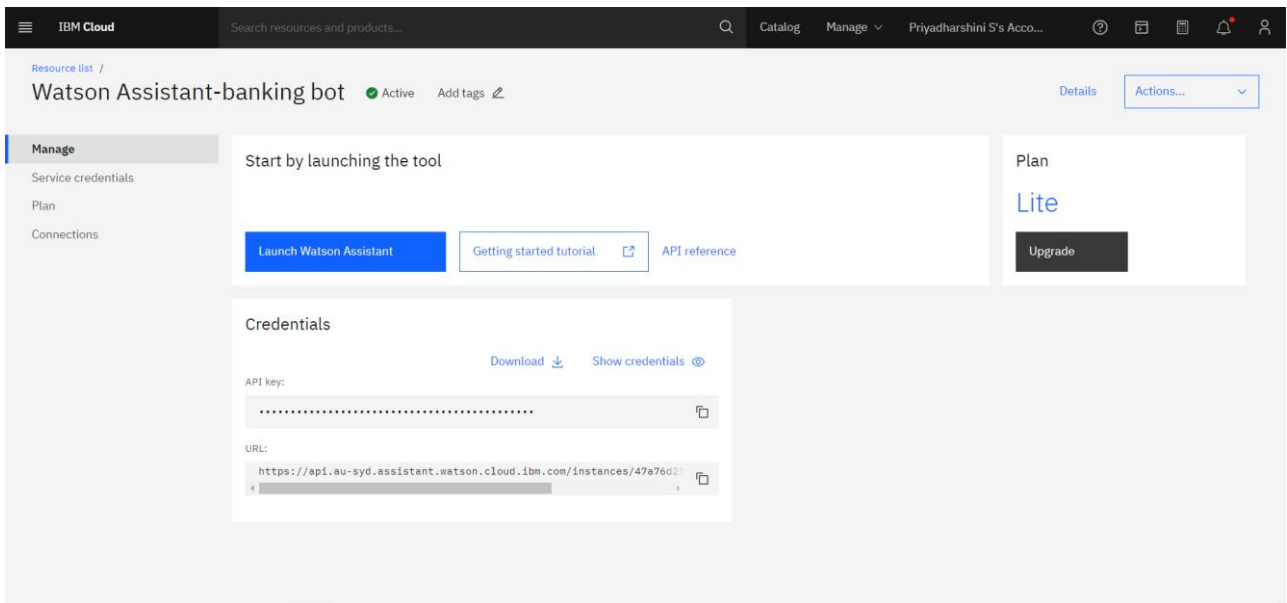 IBM Cloud
Search resources and products...
Catalog
Manage
Priyadharshini S's Acco...
Resource list /
Watson Assistant-banking bot
Active
Add tags
Details
Actions...
Manage
Service credentials
Plan
Connections
Start by launching the tool
Launch Watson Assistant
Getting started tutorial
API reference
Plan
Lite
Upgrade
Credentials
Download
Show credentials
API key:
URL:
https://api.au-syd.assistant.watson.cloud.ibm.com/instances/47a76d2